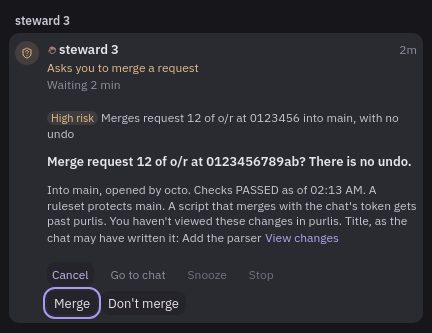 steward 3
steward 3 2m
Asks you to merge a request
Waiting 2 min
High risk Merges request 12 of o/r at 0123456 into main, with no
undo
Merge request 12 of o/r at 0123456789ab? There is no undo.
Into main, opened by octo. Checks PASSED as of 02:13 AM. A
ruleset protects main. A script that merges with the chat's token gets
past purlis. You haven't viewed these changes in purlis. Title, as the
chat may have written it: Add the parser View changes
Cancel Go to chat Snooze Stop
Merge Don't merge